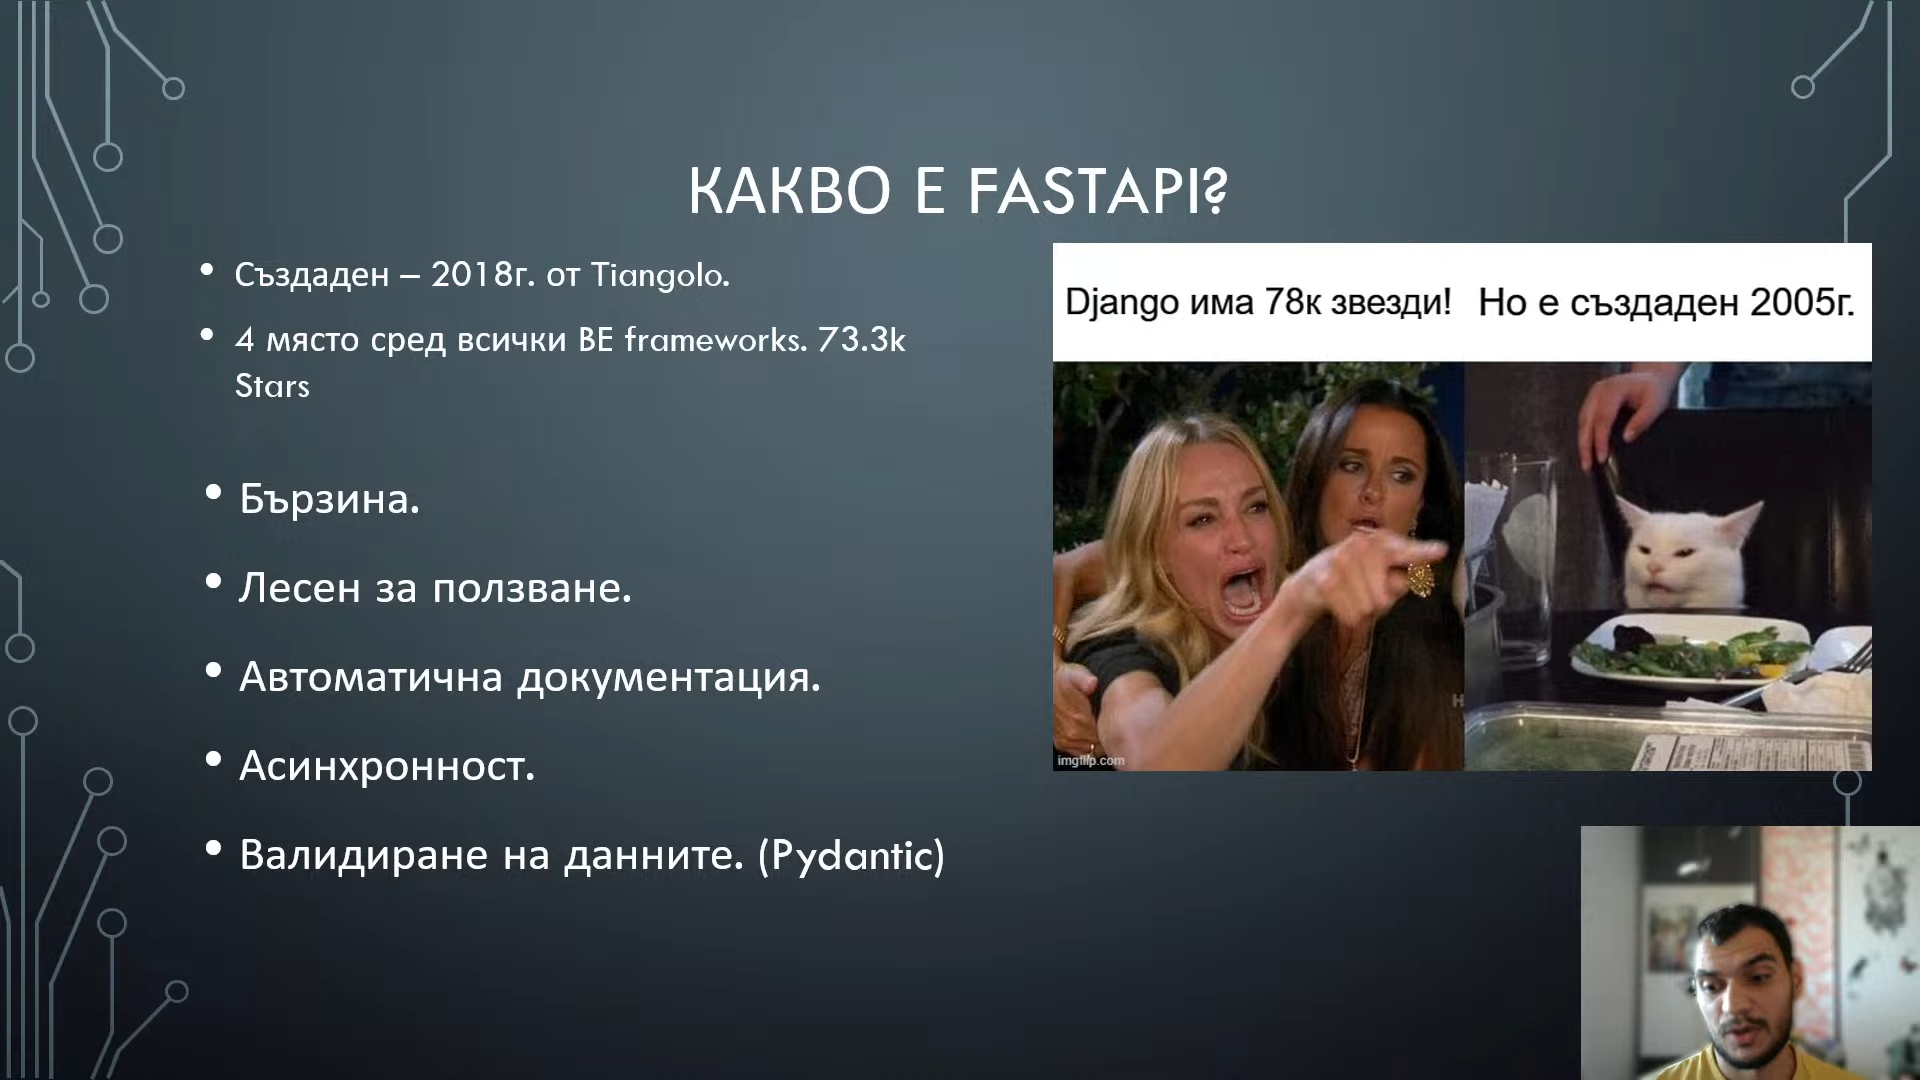 КАКВО Е FASTAPI?
• Създаден – 2018г. от Tiangolo.
• 4 място сред всички BE frameworks. 73.3k
Stars
• Бързина.
• Лесен за ползване.
• Автоматична документация.
• Асинхронност.
• Валидиране на данните. (Pydantic)
Django има 78к звезди! Но е създаден 2005г.
imgflip.com